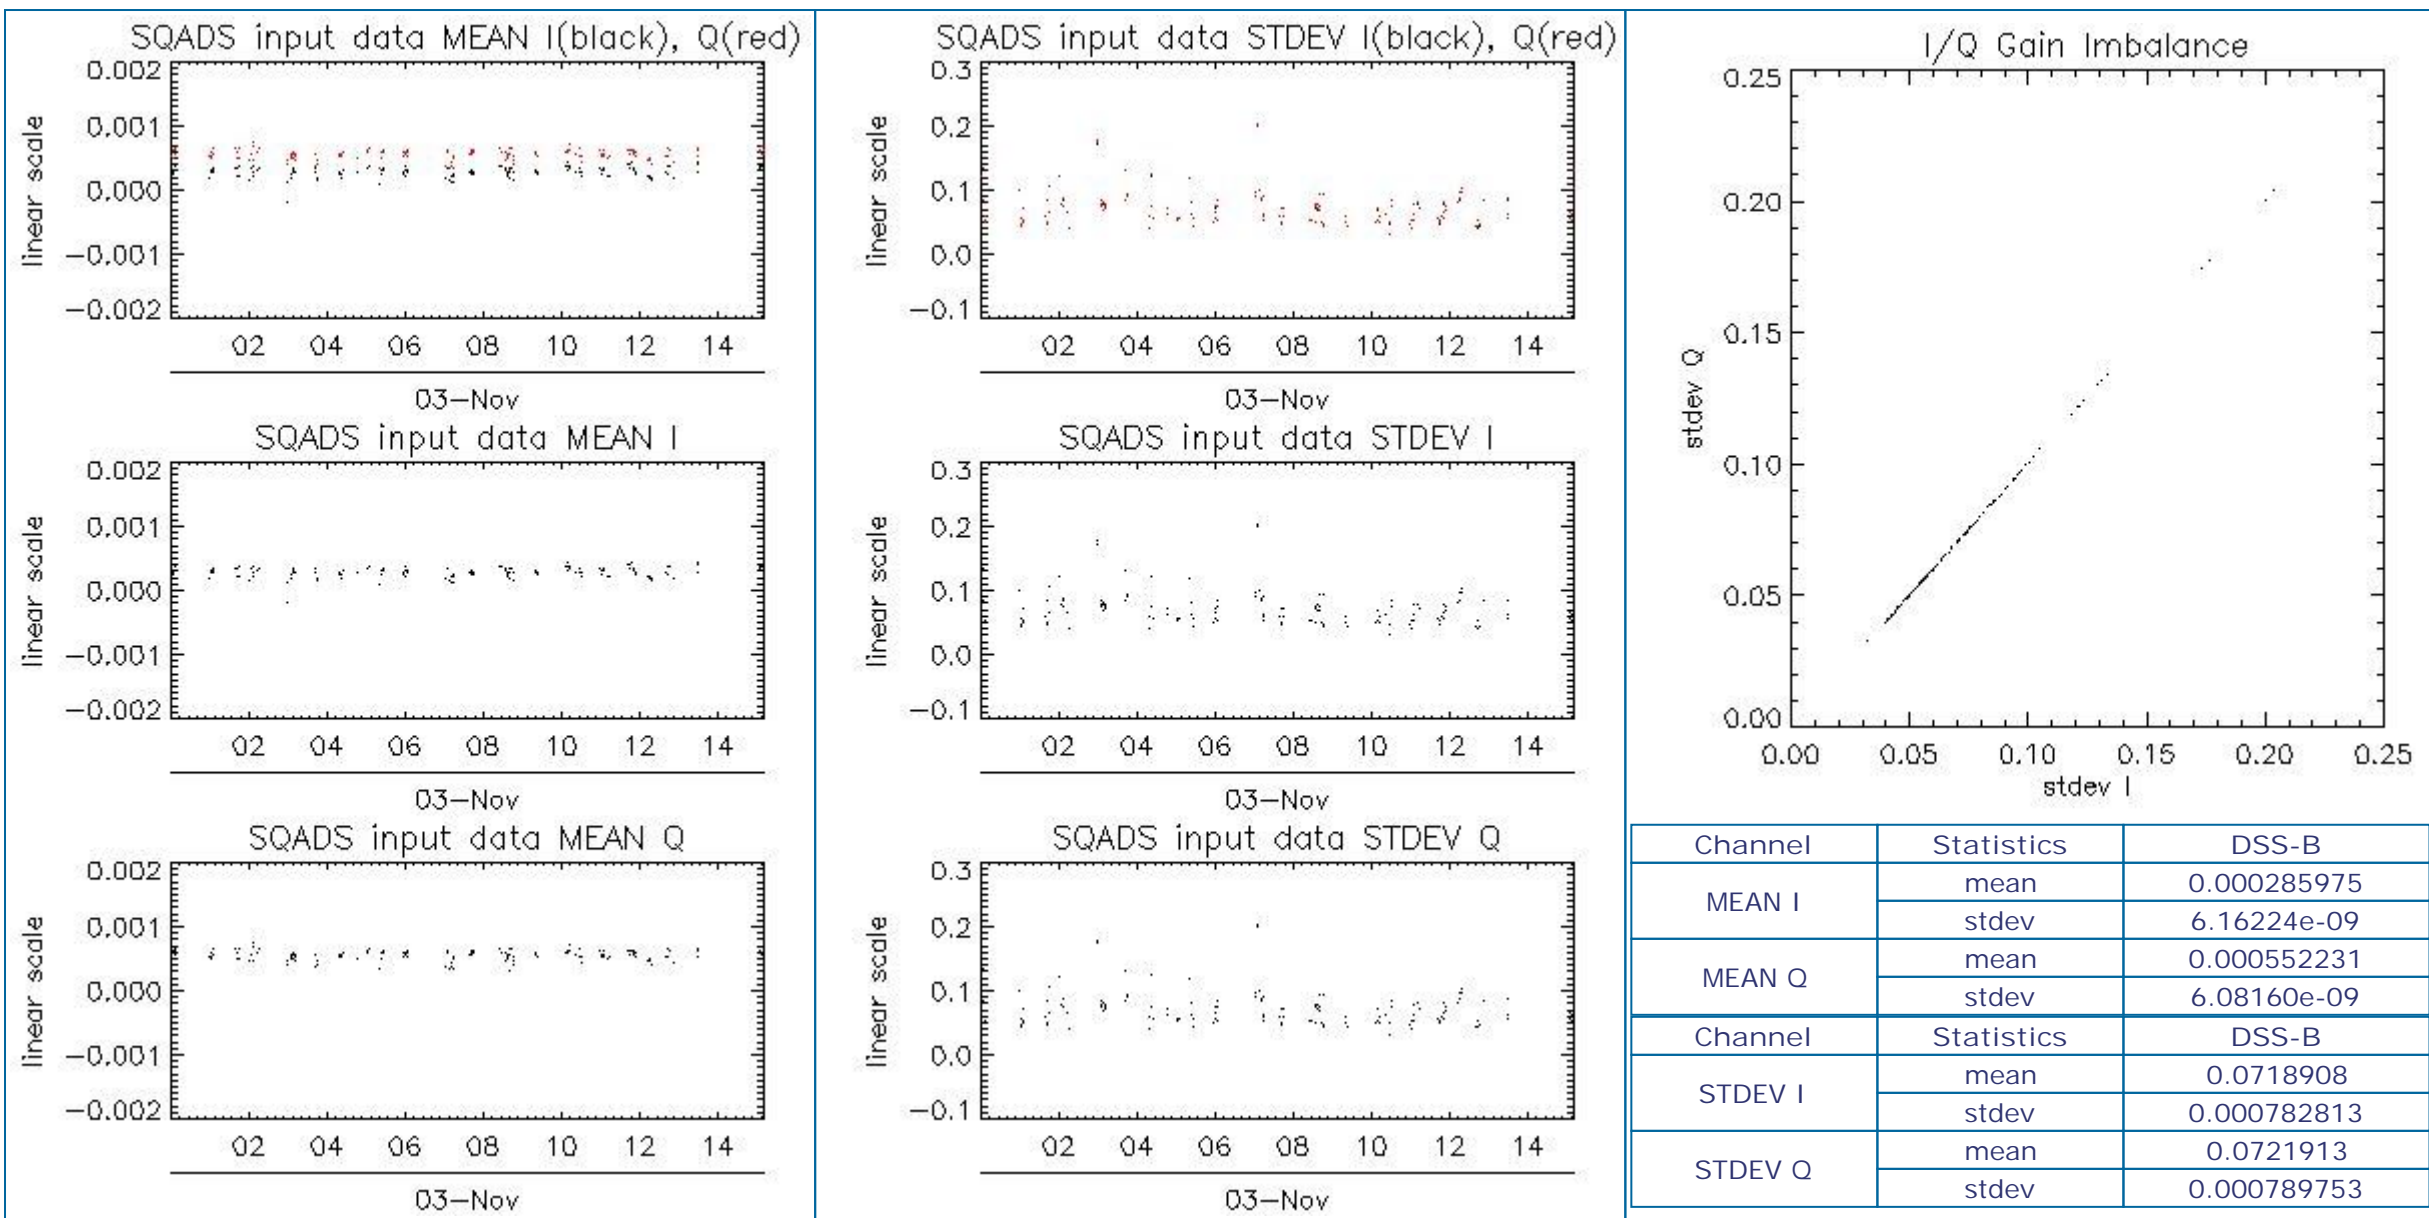 SQADS input data MEAN I(black), Q(red)
linear scale
0.002
0.001
0.000
−0.001
−0.002
02 04 06 08 10 12 14
03−Nov
SQADS input data MEAN I
linear scale
0.002
0.001
0.000
−0.001
−0.002
02 04 06 08 10 12 14
03−Nov
SQADS input data MEAN Q
linear scale
0.002
0.001
0.000
−0.001
−0.002
02 04 06 08 10 12 14
03−Nov
SQADS input data STDEV I(black), Q(red)
linear scale
0.3
0.2
0.1
0.0
−0.1
02 04 06 08 10 12 14
03−Nov
SQADS input data STDEV I
linear scale
0.3
0.2
0.1
0.0
−0.1
02 04 06 08 10 12 14
03−Nov
SQADS input data STDEV Q
linear scale
0.3
0.2
0.1
0.0
−0.1
02 04 06 08 10 12 14
03−Nov
I/Q Gain Imbalance
stdev Q
0.25
0.20
0.15
0.10
0.05
0.00
0.00 0.05 0.10 0.15 0.20 0.25
stdev I
Channel Statistics DSS-B
MEAN I mean 0.000285975
stdev 6.16224e-09
MEAN Q mean 0.000552231
stdev 6.08160e-09
Channel Statistics DSS-B
STDEV I mean 0.0718908
stdev 0.000782813
STDEV Q mean 0.0721913
stdev 0.000789753